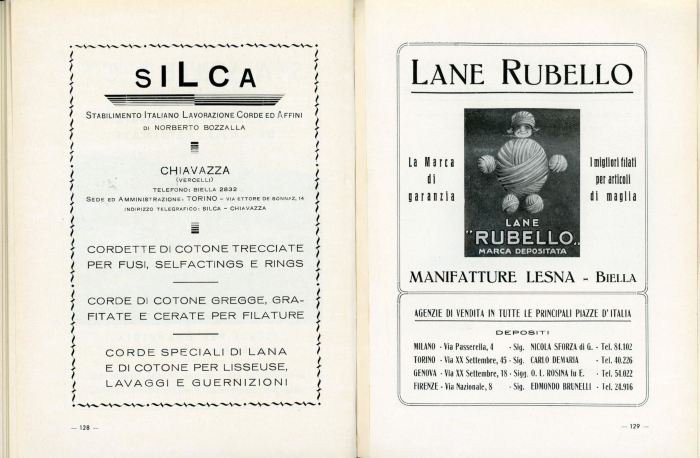 SILCA
STABILIMENTO ITALIANO LAVORAZIONE CORDE ED AFFINI
DI NORBERTO BOZZALLA
CHIAVAZZA
(VERCELLI)
TELEFONO: BIELLA 2832
SEDE ED AMMINISTRAZIONE: TORINO - VIA ETTORE DE SONNAZ, 14
INDIRIZZO TELEGRAFICO: SILCA - CHIAVAZZA
CORDETTE DI COTONE TRECCIATE
PER FUSI, SELFACTINGS E RINGS
CORDE DI COTONE GREGGE, GRA-
FITATE E CERATE PER FILATURE
CORDE SPECIALI DI LANA
E DI COTONE PER LISSEUSE,
LAVAGGI E GUERNIZIONI
— 128 —
LANE RUBELLO
La Marca
di
garanzia
I migliori filati
per articoli
di maglia
LANE
"RUBELLO„
MARCA DEPOSITATA
MANIFATTURE LESNA - BIELLA
AGENZIE DI VENDITA IN TUTTE LE PRINCIPALI PIAZZE D'ITALIA
DEPOSITI
MILANO - Via Passerella, 4 - Sig. NICOLA SFORZA di G. - Tel. 84.102
TORINO - Via XX Settembre, 45 - Sig. CARLO DEMARIA - Tel. 40.226
GENOVA - Via XX Settembre, 18 - Sigg. O. L. ROSINA fu E. - Tel. 54.022
FIRENZE - Via Nazionale, 8 - Sig. EDMONDO BRUNELLI - Tel. 24.916
— 129 —